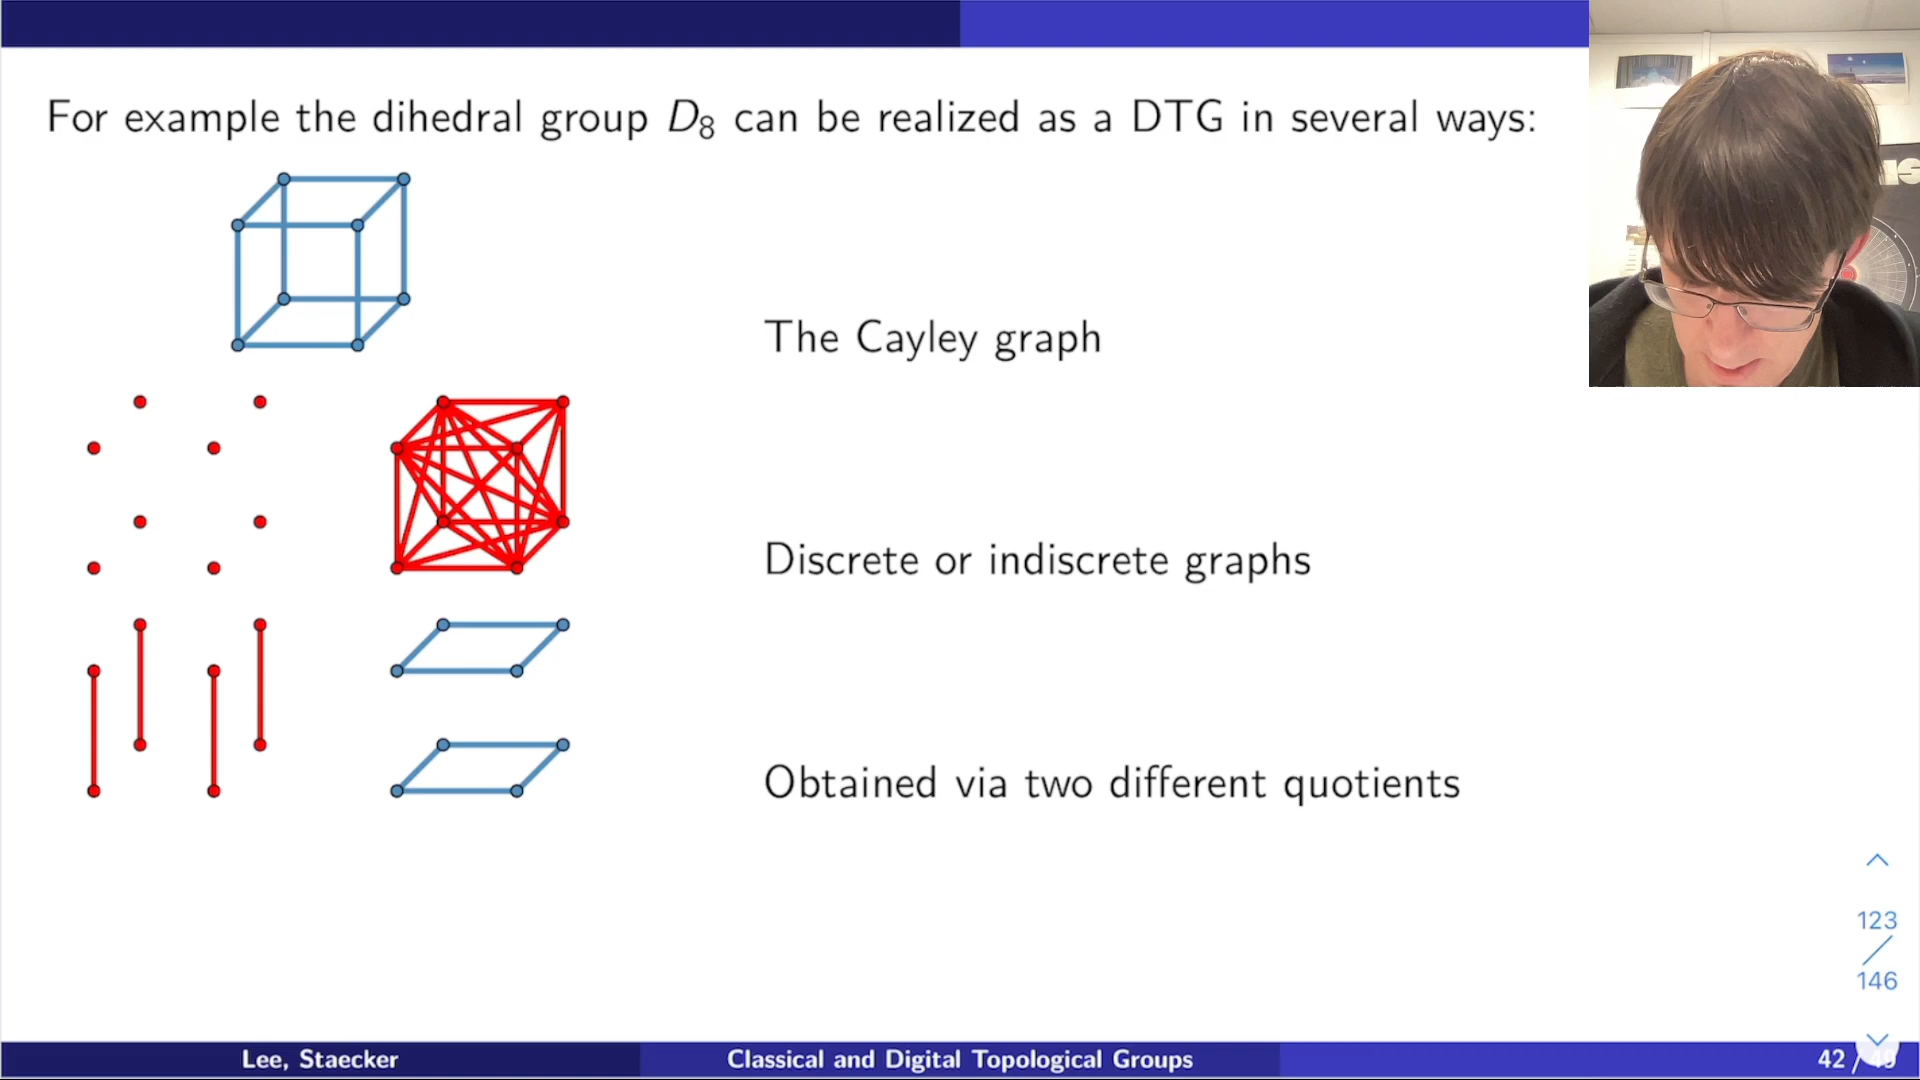 For example the dihedral group D₈ can be realized as a DTG in several ways:
The Cayley graph
Discrete or indiscrete graphs
Obtained via two different quotients
123
/
146
Lee, Staecker
Classical and Digital Topological Groups
42 /